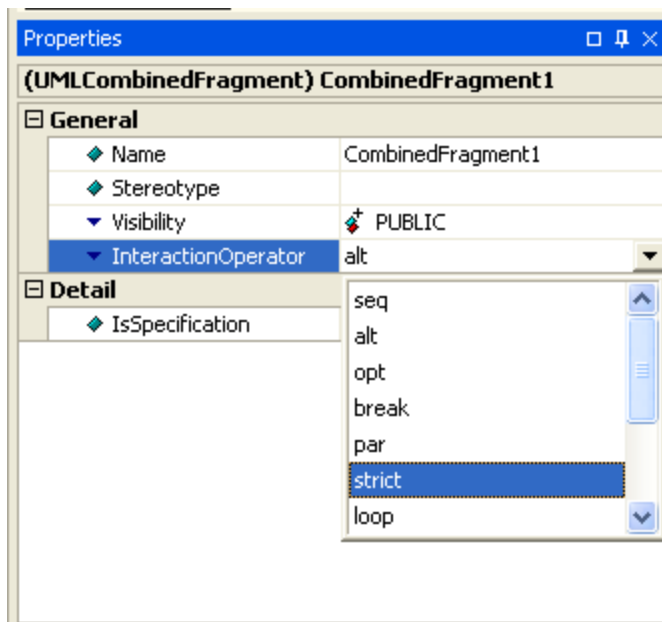 Properties
(UMLCombinedFragment) CombinedFragment1
General
Name CombinedFragment1
Stereotype
Visibility PUBLIC
InteractionOperator alt
Detail
IsSpecification
seq
alt
opt
break
par
strict
loop